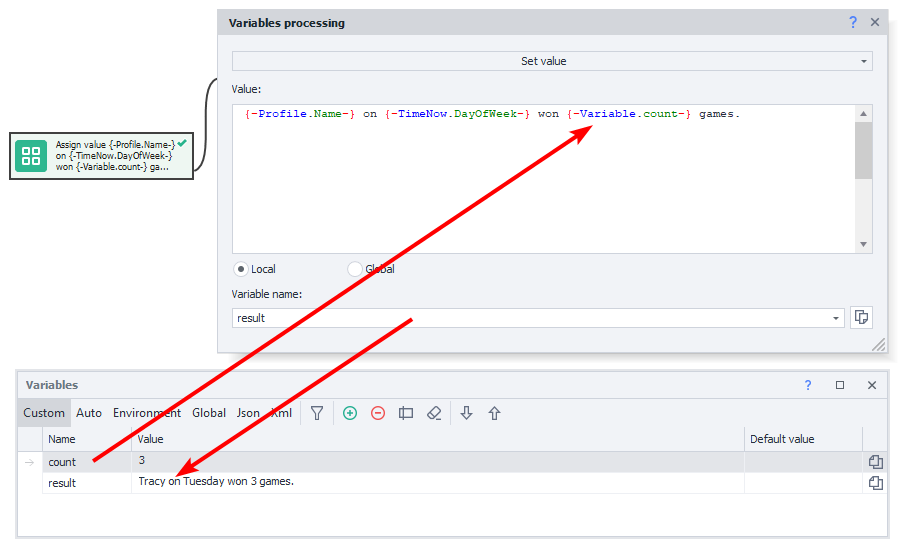 Variables processing
?
Set value
Value:
{-Profile.Name-} on {-TimeNow.DayOfWeek-} won {-Variable.count-} games.
Assign value {-Profile.Name-}
on {-TimeNow.DayOfWeek-}
won {-Variable.count-} ga...
Local Global
Variable name:
result
Variables
?
Custom Auto Environment Global Json Xml
Name Value Default value
count 3
result Tracy on Tuesday won 3 games.